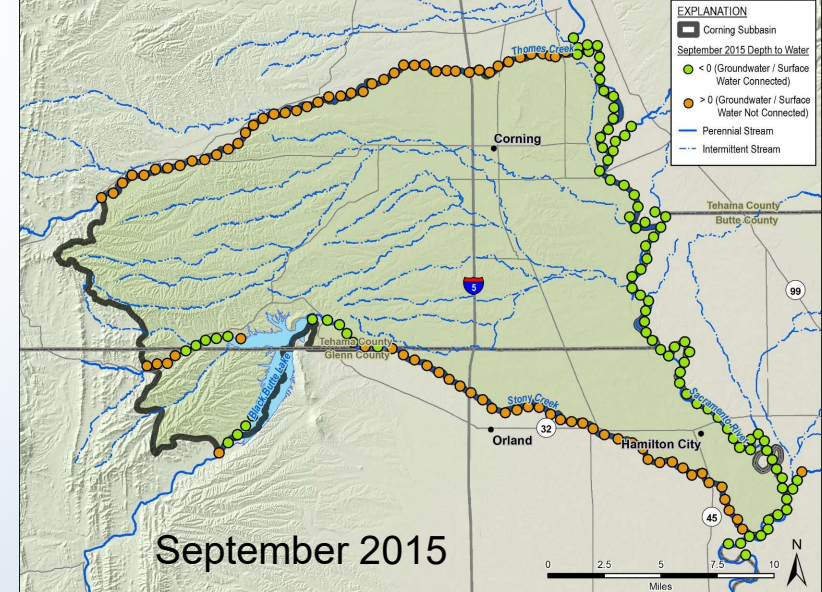 EXPLANATION
Corning Subbasin
September 2015 Depth to Water
< 0 (Groundwater / Surface
Water Connected)
> 0 (Groundwater / Surface
Water Not Connected)
Perennial Stream
Intermittent Stream
Thomes Creek
Corning
Tehama County
Butte County
5
99
Tehama County
Glenn County
Black Butte Lake
Stony Creek
Sacramento River
32
Orland
Hamilton City
45
September 2015
N
0 2.5 5 7.5 10
Miles